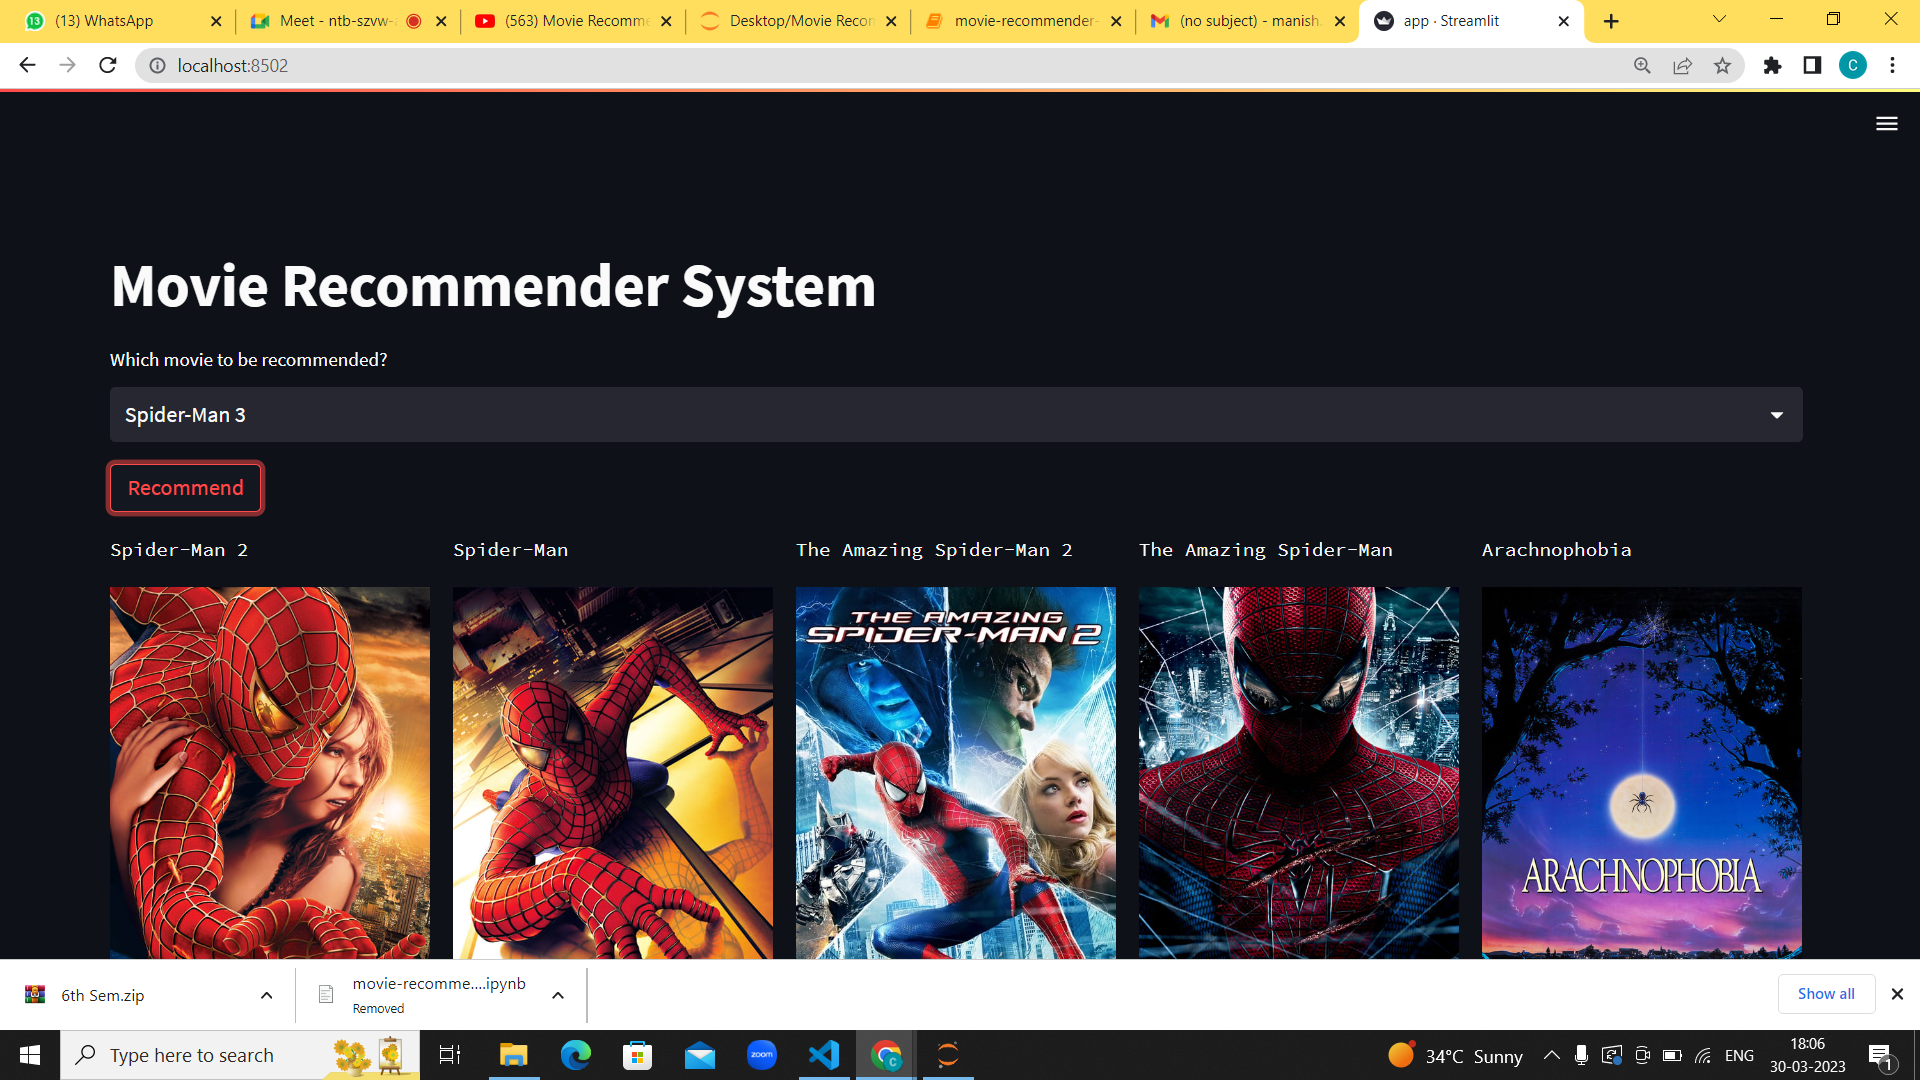 (13) WhatsApp
Meet - ntb-szvw-
(563) Movie Recomme
Desktop/Movie Recon
movie-recommender-
(no subject) - manish.
app · Streamlit
localhost:8502
C
Movie Recommender System
Which movie to be recommended?
Spider-Man 3
Recommend
Spider-Man 2
Spider-Man
The Amazing Spider-Man 2
The Amazing Spider-Man
Arachnophobia
THE AMAZING
SPIDER-MAN 2
ARACHNOPHOBIA
6th Sem.zip
movie-recomme....ipynb
Removed
Show all
Type here to search
zoom
C
34°C Sunny
ENG
18:06
30-03-2023
1